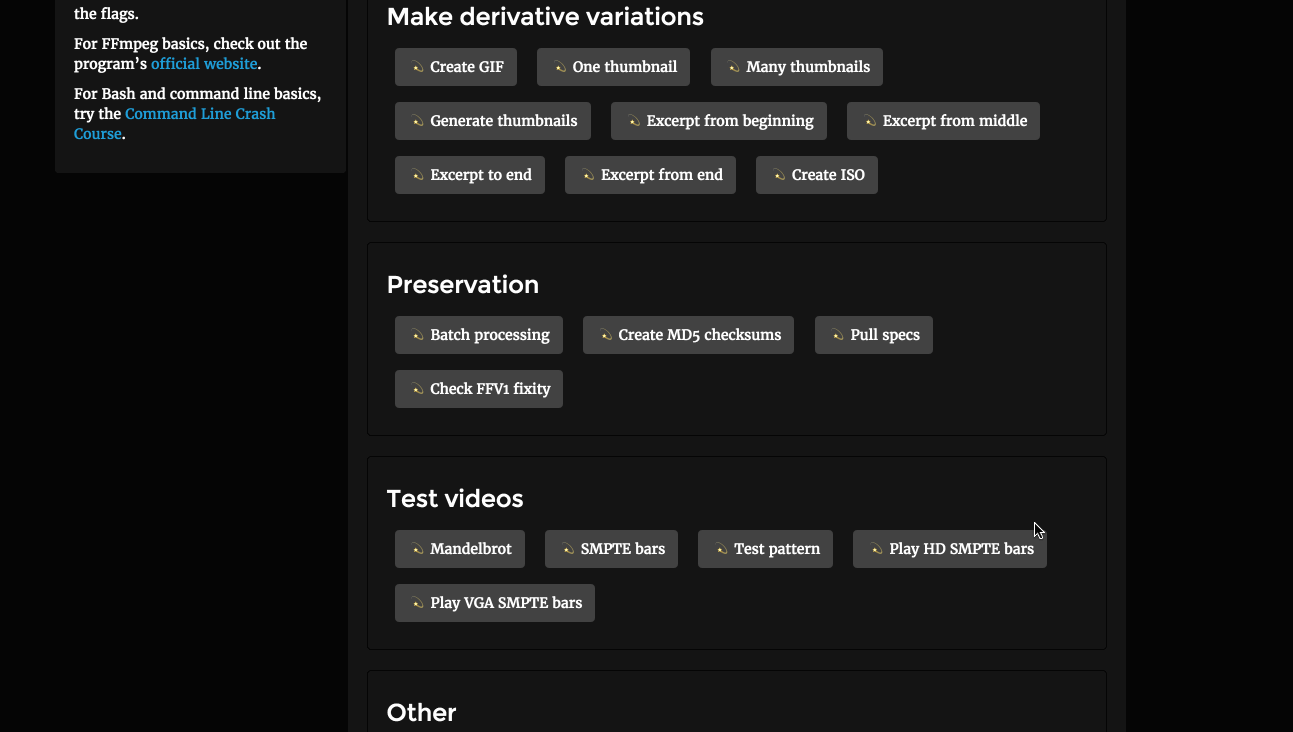 the flags.
For FFmpeg basics, check out the
program’s official website.
For Bash and command line basics,
try the Command Line Crash
Course.
Make derivative variations
Create GIF
One thumbnail
Many thumbnails
Generate thumbnails
Excerpt from beginning
Excerpt from middle
Excerpt to end
Excerpt from end
Create ISO
Preservation
Batch processing
Create MD5 checksums
Pull specs
Check FFV1 fixity
Test videos
Mandelbrot
SMPTE bars
Test pattern
Play HD SMPTE bars
Play VGA SMPTE bars
Other